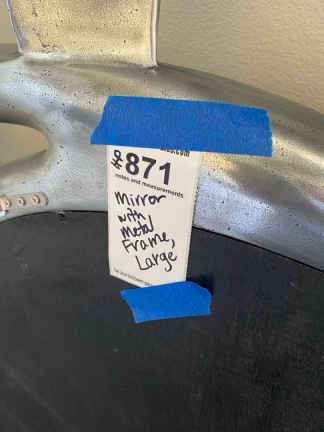 871
notes and measurements
Mirror
with
Metal
Frame,
Large